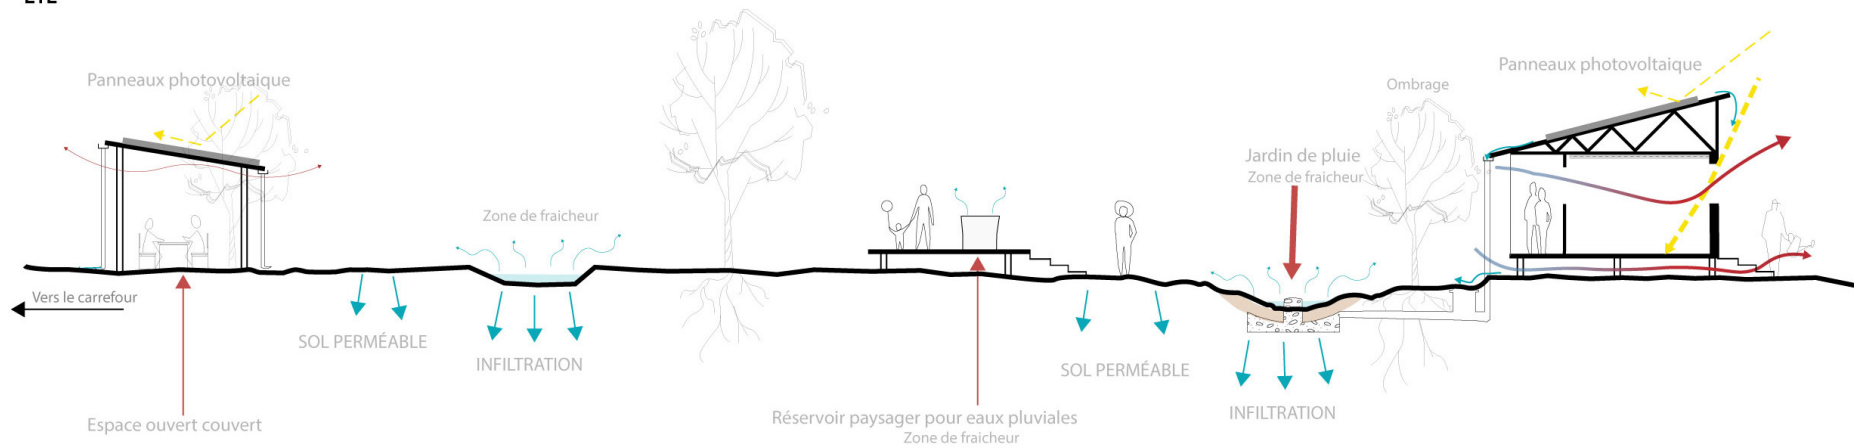 ÉTÉ
Panneaux photovoltaique
Zone de fraicheur
Jardin de pluie
Zone de fraicheur
Ombrage
Panneaux photovoltaique
Vers le carrefour
SOL PERMÉABLE
INFILTRATION
SOL PERMÉABLE
INFILTRATION
Espace ouvert couvert
Réservoir paysager pour eaux pluviales
Zone de fraicheur